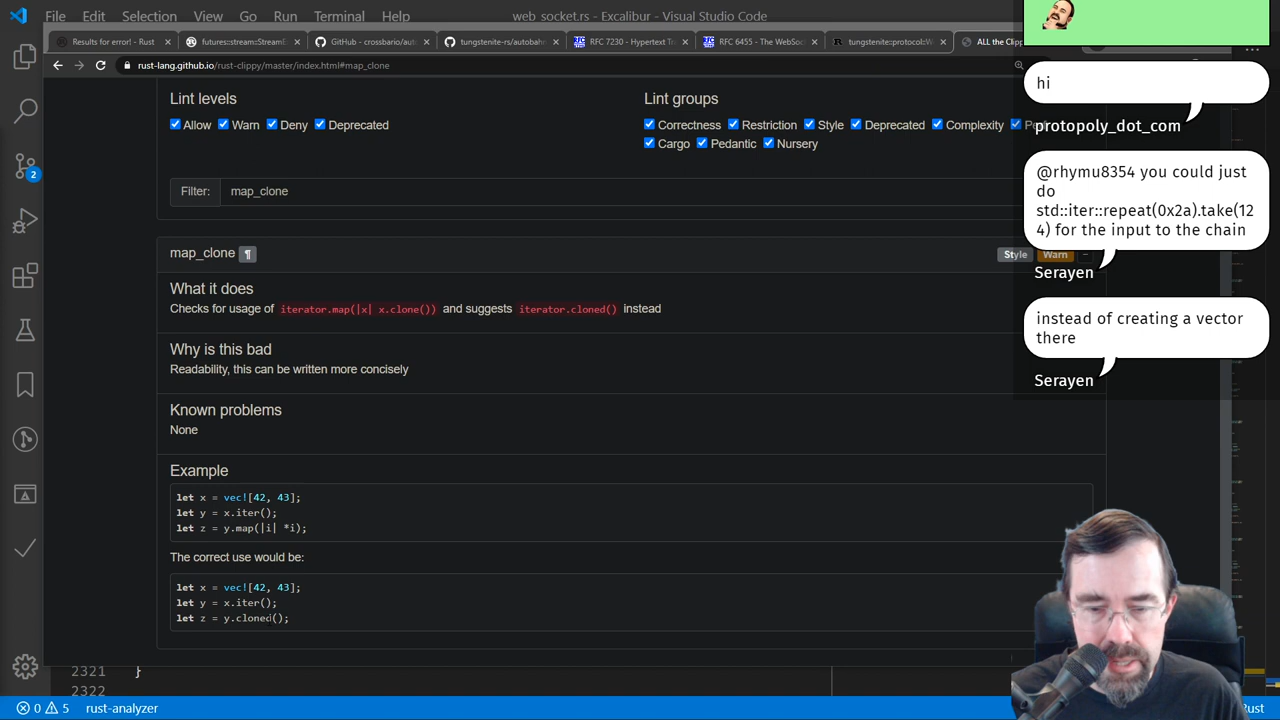 File Edit Selection View Go Run Terminal Help
web_socket.rs - Excalibur - Visual Studio Code
Results for error! - Rust
futures::stream::StreamE
GitHub - crossbario/auto
tungstenite-rs/autobahn
RFC 7230 - Hypertext Tr
RFC 6455 - The WebSoc
tungstenite::protocol::W
ALL the Clip
rust-lang.github.io/rust-clippy/master/index.html#map_clone
Lint levels
Allow Warn Deny Deprecated
Lint groups
Correctness Restriction Style Deprecated Complexity
Cargo Pedantic Nursery
Filter: map_clone
map_clone ¶
Style Warn −
What it does
Checks for usage of iterator.map(|x| x.clone()) and suggests iterator.cloned() instead
Why is this bad
Readability, this can be written more concisely
Known problems
None
Example
let x = vec![42, 43];
let y = x.iter();
let z = y.map(|i| *i);
The correct use would be:
let x = vec![42, 43];
let y = x.iter();
let z = y.cloned();
2321 }
2322
2
0 5 rust-analyzer
Rust
hi
protopoly_dot_com
@rhymu8354 you could just
do
std::iter::repeat(0x2a).take(12
4) for the input to the chain
Serayen
instead of creating a vector
there
Serayen